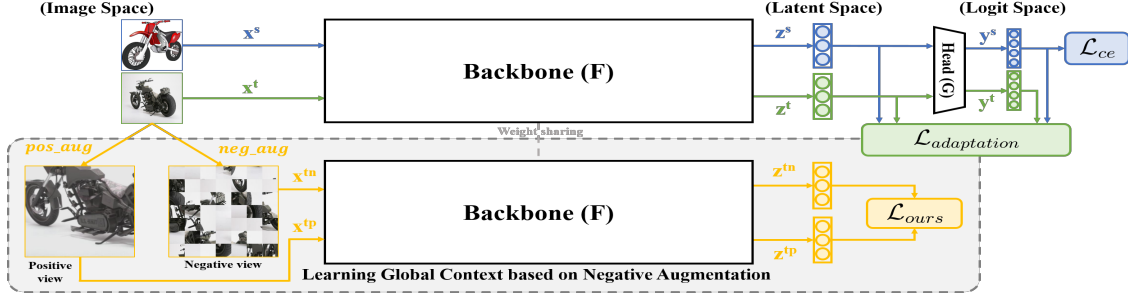 (Image Space)
(Latent Space)
(Logit Space)
x^s
Backbone (F)
z^s
Head (G)
y^s
ℒ_ce
x^t
z^t
y^t
ℒ_adaptation
Weight sharing
pos_aug
neg_aug
x^tn
Backbone (F)
z^tn
ℒ_ours
x^tp
z^tp
Positive
view
Negative view
Learning Global Context based on Negative Augmentation